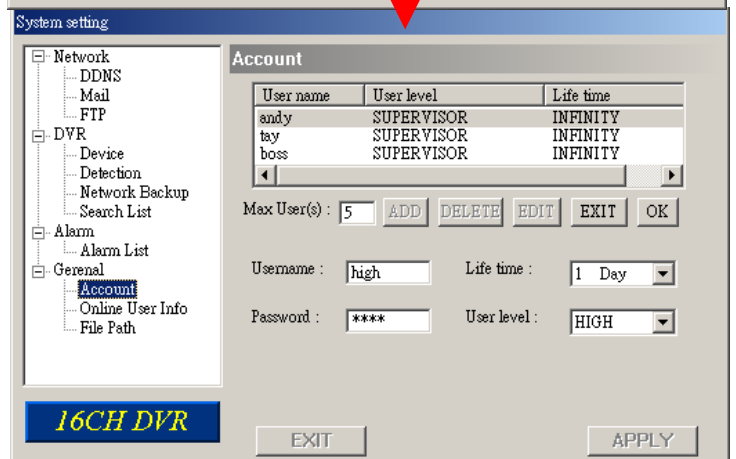 System setting
Network
DDNS
Mail
FTP
DVR
Device
Detection
Network Backup
Search List
Alarm
Alarm List
Gerenal
Account
Online User Info
File Path
16CH DVR
Account
User name User level Life time
andy SUPERVISOR INFINITY
tay SUPERVISOR INFINITY
boss SUPERVISOR INFINITY
Max User(s) : 5 ADD DELETE EDIT EXIT OK
Username : high Life time : 1 Day
Password : **** User level : HIGH
EXIT APPLY